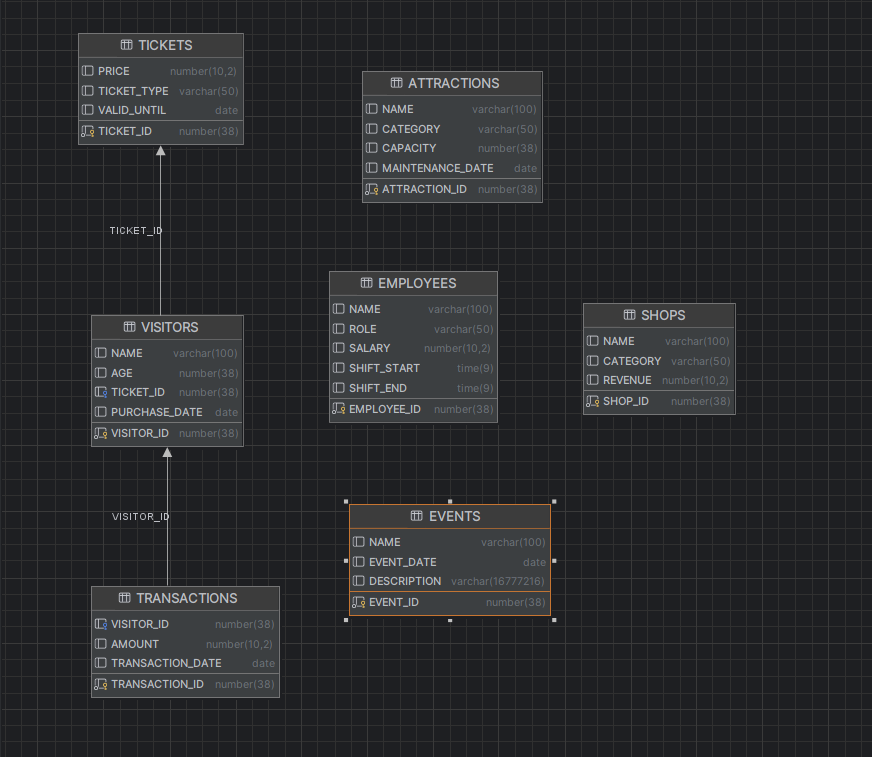 TICKETS
PRICE number(10,2)
TICKET_TYPE varchar(50)
VALID_UNTIL date
TICKET_ID number(38)
ATTRACTIONS
NAME varchar(100)
CATEGORY varchar(50)
CAPACITY number(38)
MAINTENANCE_DATE date
ATTRACTION_ID number(38)
TICKET_ID
EMPLOYEES
NAME varchar(100)
ROLE varchar(50)
SALARY number(10,2)
SHIFT_START time(9)
SHIFT_END time(9)
EMPLOYEE_ID number(38)
SHOPS
NAME varchar(100)
CATEGORY varchar(50)
REVENUE number(10,2)
SHOP_ID number(38)
VISITORS
NAME varchar(100)
AGE number(38)
TICKET_ID number(38)
PURCHASE_DATE date
VISITOR_ID number(38)
VISITOR_ID
EVENTS
NAME varchar(100)
EVENT_DATE date
DESCRIPTION varchar(16777216)
EVENT_ID number(38)
TRANSACTIONS
VISITOR_ID number(38)
AMOUNT number(10,2)
TRANSACTION_DATE date
TRANSACTION_ID number(38)